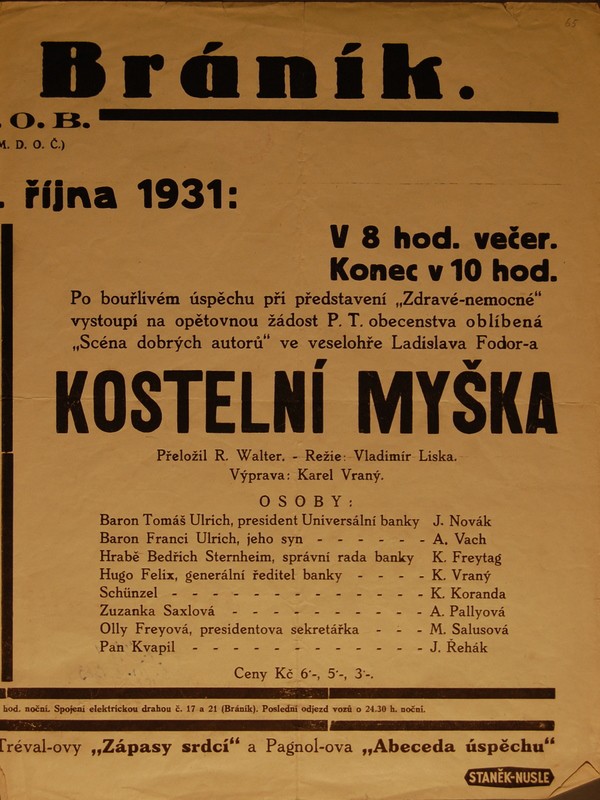 65
Bráník.
. O. B.
M. D. O. Č.)
. října 1931:
V 8 hod. večer.
Konec v 10 hod.
Po bouřlivém úspěchu při představení „Zdravé-nemocné“
vystoupí na opětovnou žádost P. T. obecenstva oblíbená
„Scéna dobrých autorů“ ve veselohře Ladislava Fodor-a
KOSTELNÍ MYŠKA
Přeložil R. Walter. - Režie: Vladimír Liska.
Výprava: Karel Vraný.
OSOBY:
Baron Tomáš Ulrich, president Universální banky J. Novák
Baron Franci Ulrich, jeho syn - - - - - - A. Vach
Hrabě Bedřich Sternheim, správní rada banky K. Freytag
Hugo Felix, generální ředitel banky - - - - K. Vraný
Schünzel - - - - - - - - - - - - - K. Koranda
Zuzanka Saxlová - - - - - - - - - - A. Pallyová
Olly Freyová, presidentova sekretářka - - - M. Salusová
Pan Kvapil - - - - - - - - - - - - J. Řehák
Ceny Kč 6·-, 5·-, 3·-.
hod. noční. Spojení elektrickou drahou č. 17 a 21 (Bráník). Poslední odjezd vozů o 24.30 h. noční.
Tréval-ovy „Zápasy srdcí“ a Pagnol-ova „Abeceda úspěchu“
STANĚK-NUSLE